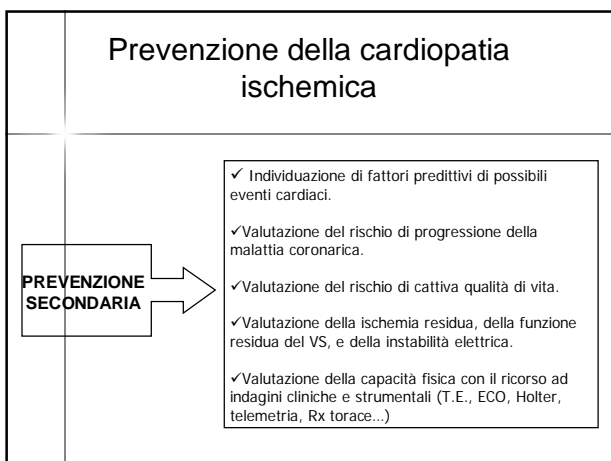 Prevenzione della cardiopatia
ischemica
PREVENZIONE
SECONDARIA
✓ Individuazione di fattori predittivi di possibili
eventi cardiaci.
✓Valutazione del rischio di progressione della
malattia coronarica.
✓Valutazione del rischio di cattiva qualità di vita.
✓Valutazione della ischemia residua, della funzione
residua del VS, e della instabilità elettrica.
✓Valutazione della capacità fisica con il ricorso ad
indagini cliniche e strumentali (T.E., ECO, Holter,
telemetria, Rx torace...)